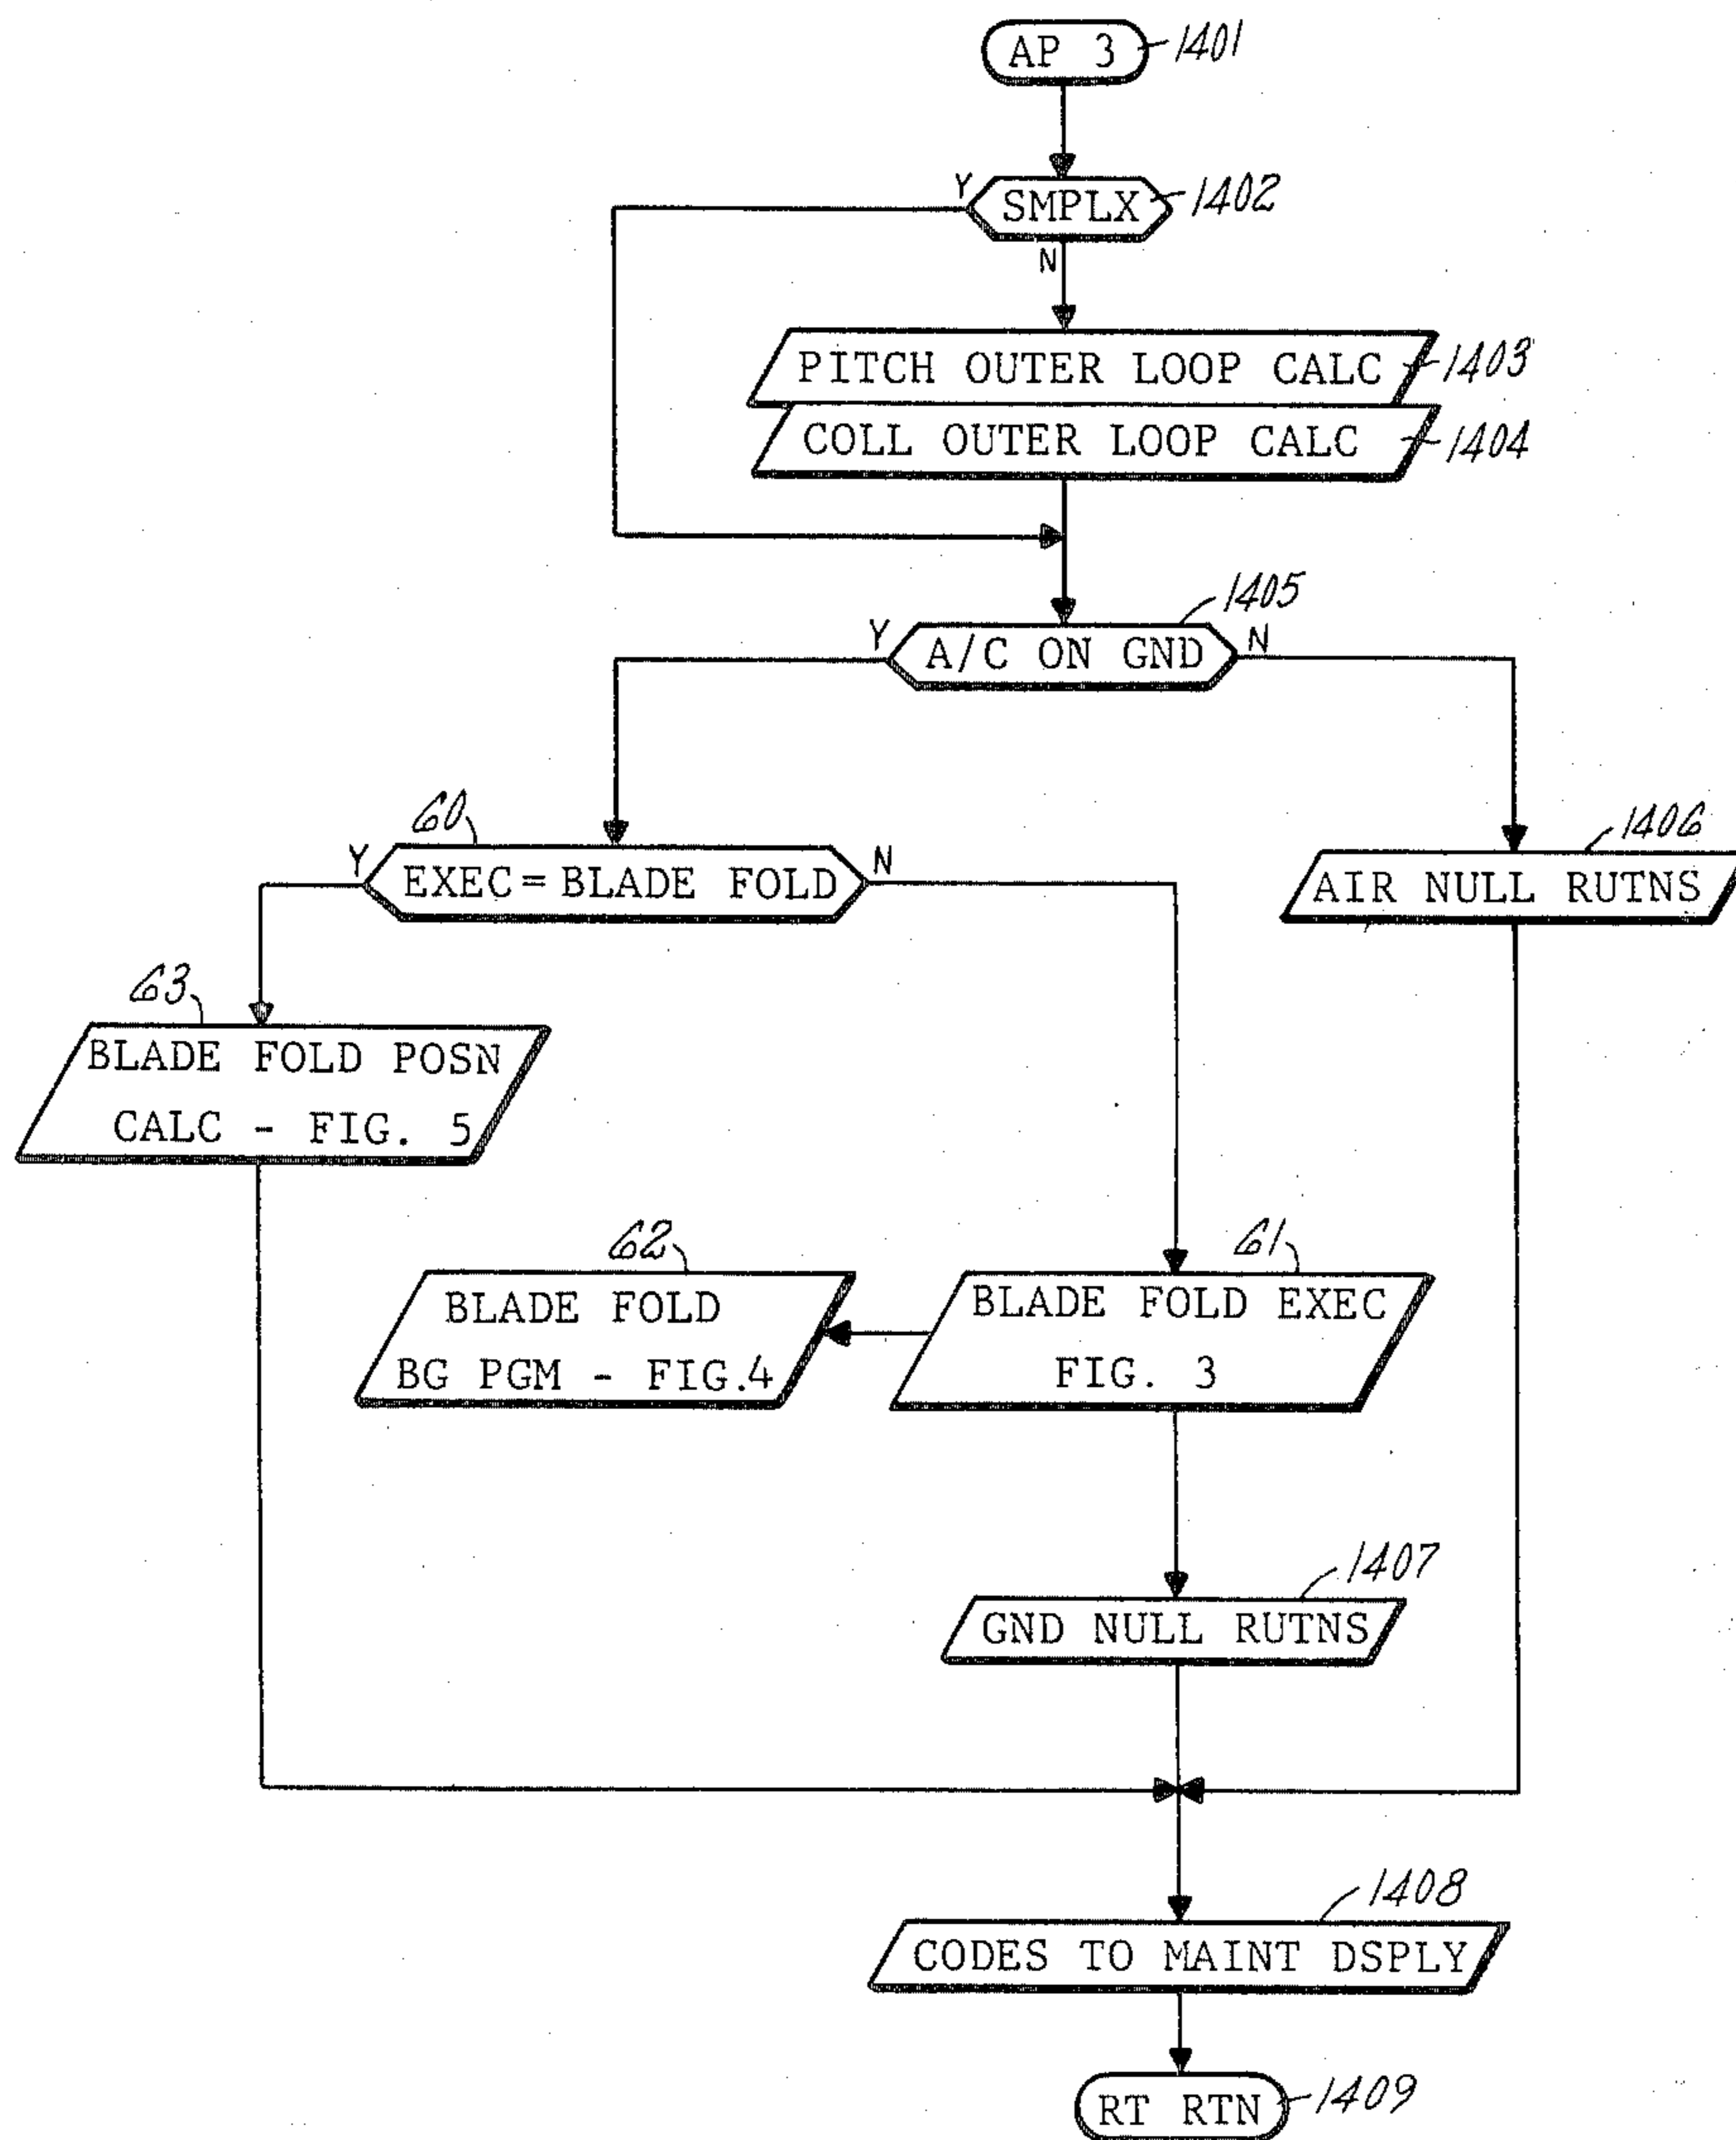 AP 3
1401
SMPLX
1402
Y
N
PITCH OUTER LOOP CALC
1403
COLL OUTER LOOP CALC
1404
1405
Y
A/C ON GND
N
60
Y
EXEC = BLADE FOLD
N
1406
AIR NULL RUTNS
63
BLADE FOLD POSN
CALC - FIG. 5
62
BLADE FOLD
BG PGM - FIG.4
61
BLADE FOLD EXEC
FIG. 3
1407
GND NULL RUTNS
1408
CODES TO MAINT DSPLY
RT RTN
1409